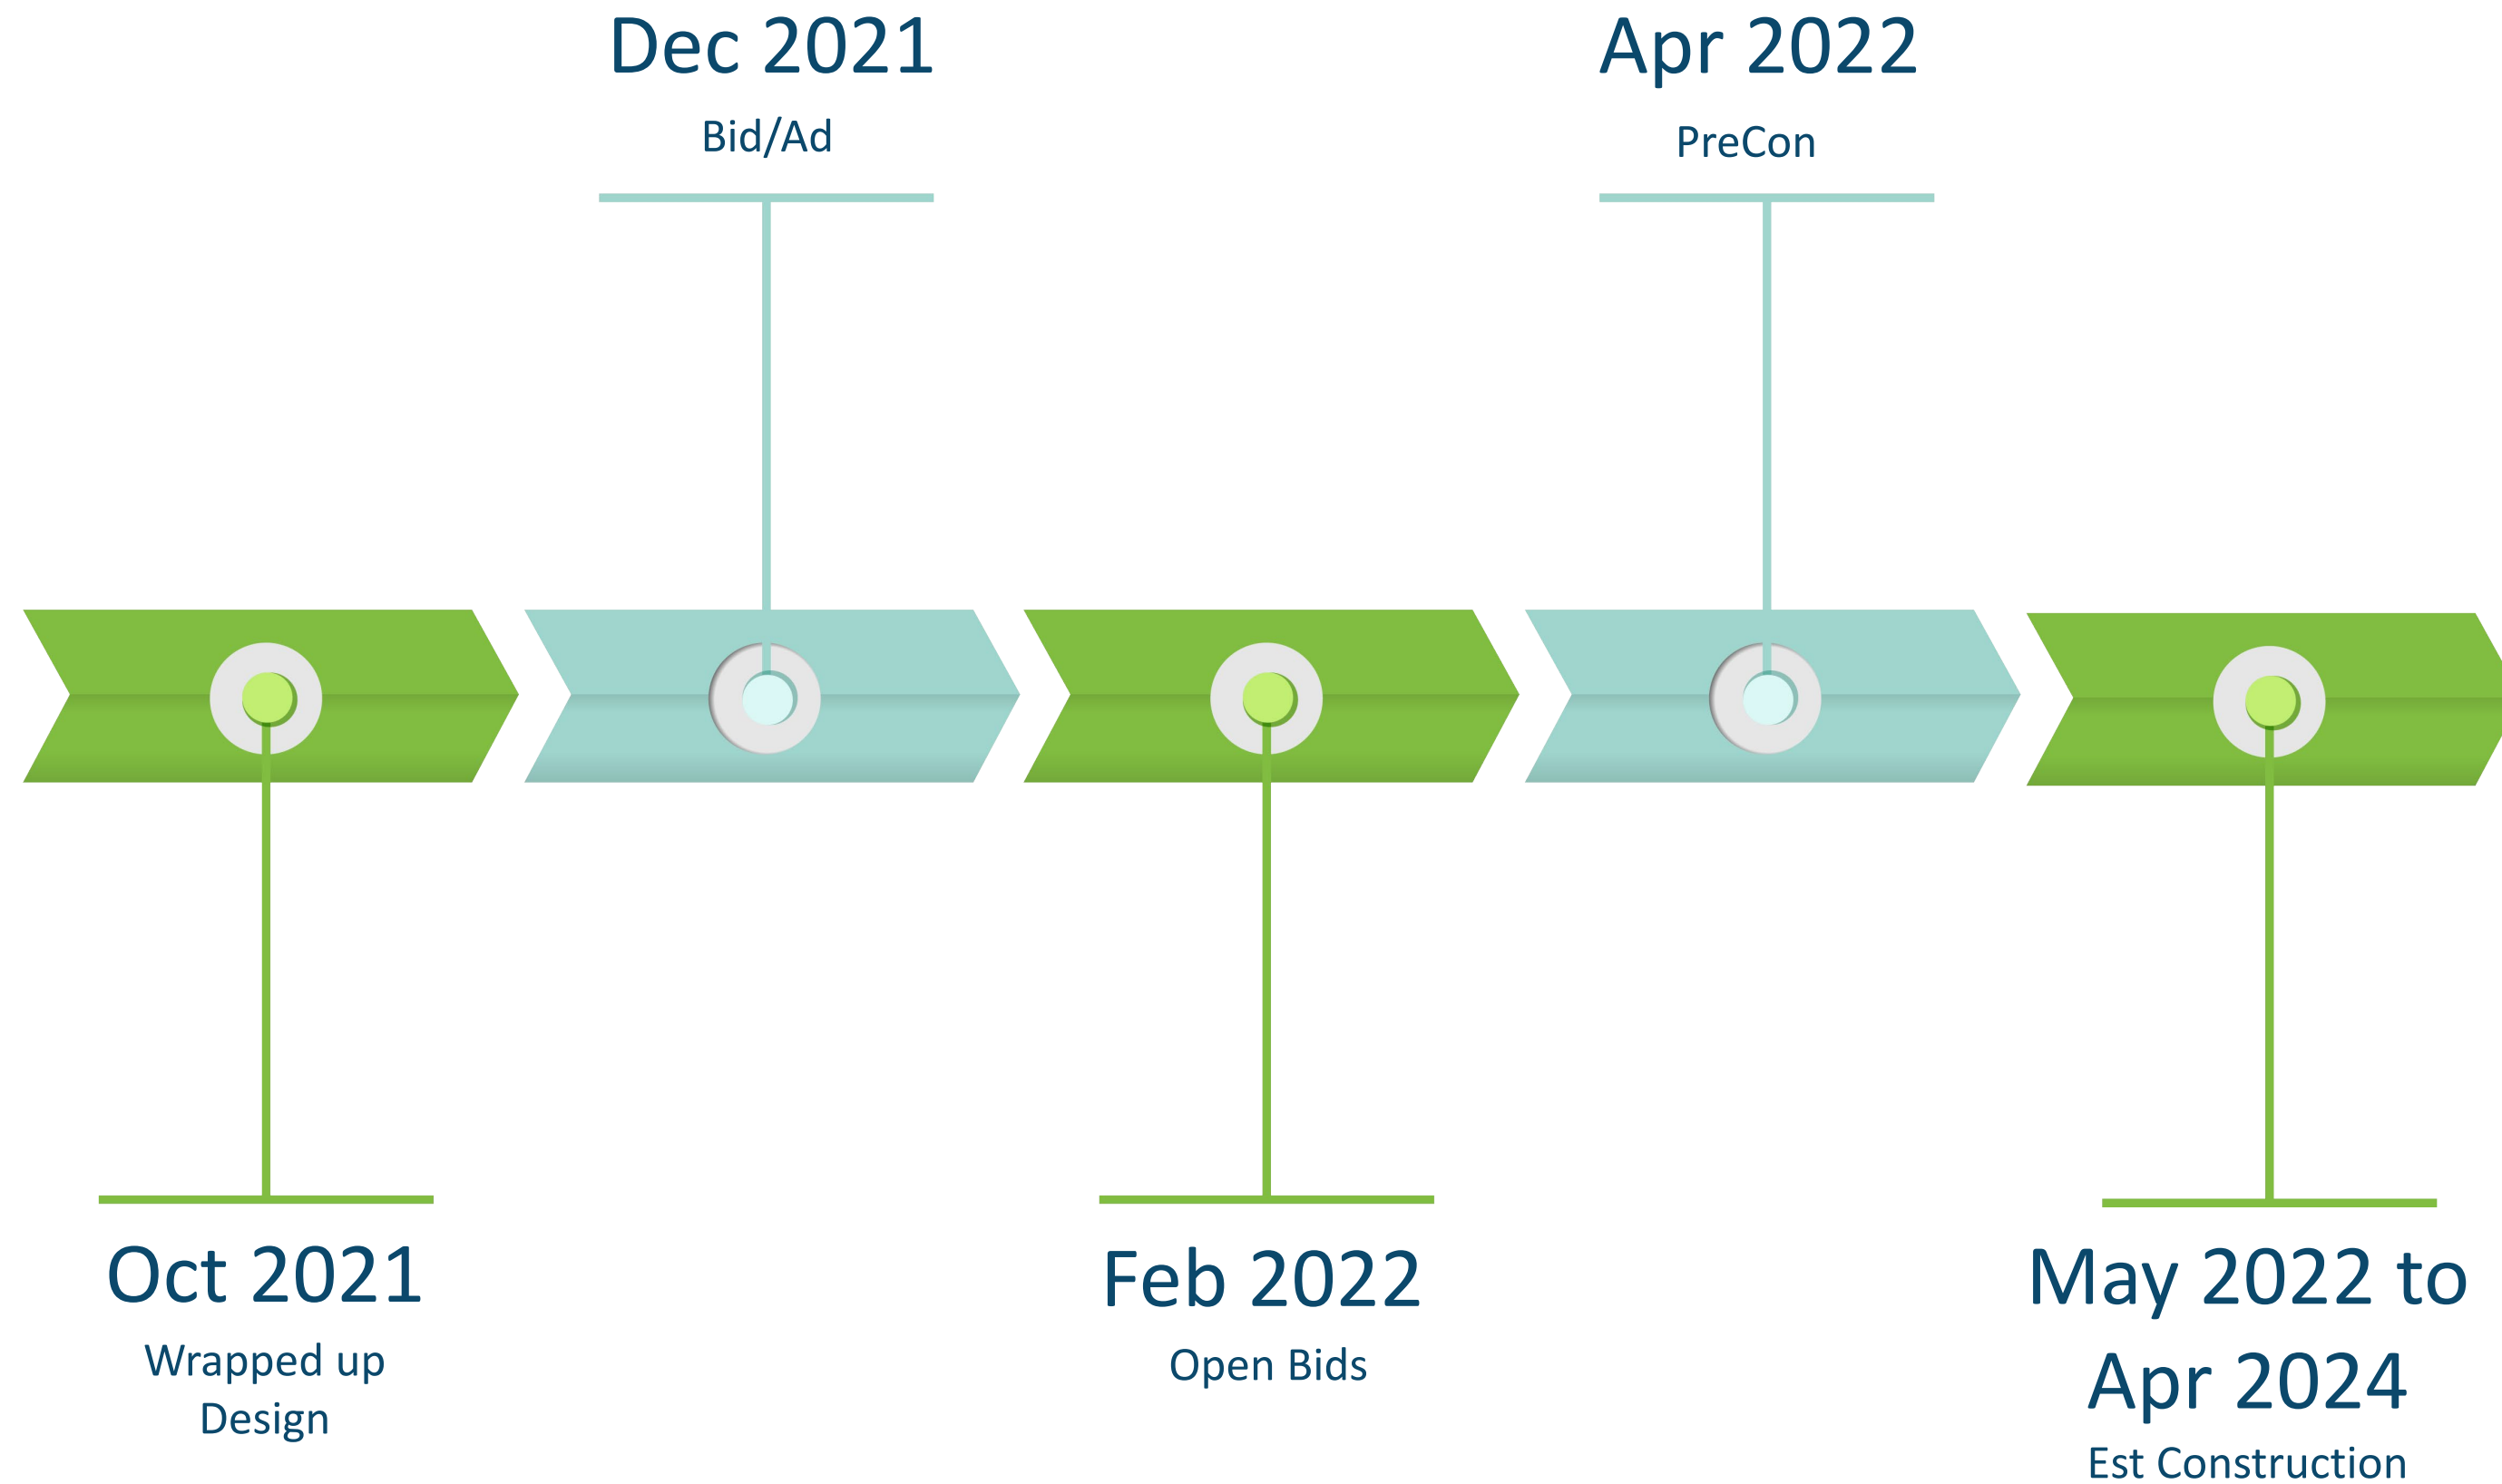 Oct 2021
Wrapped up
Design
Dec 2021
Bid/Ad
Feb 2022
Open Bids
Apr 2022
PreCon
May 2022 to
Apr 2024
Est Construction